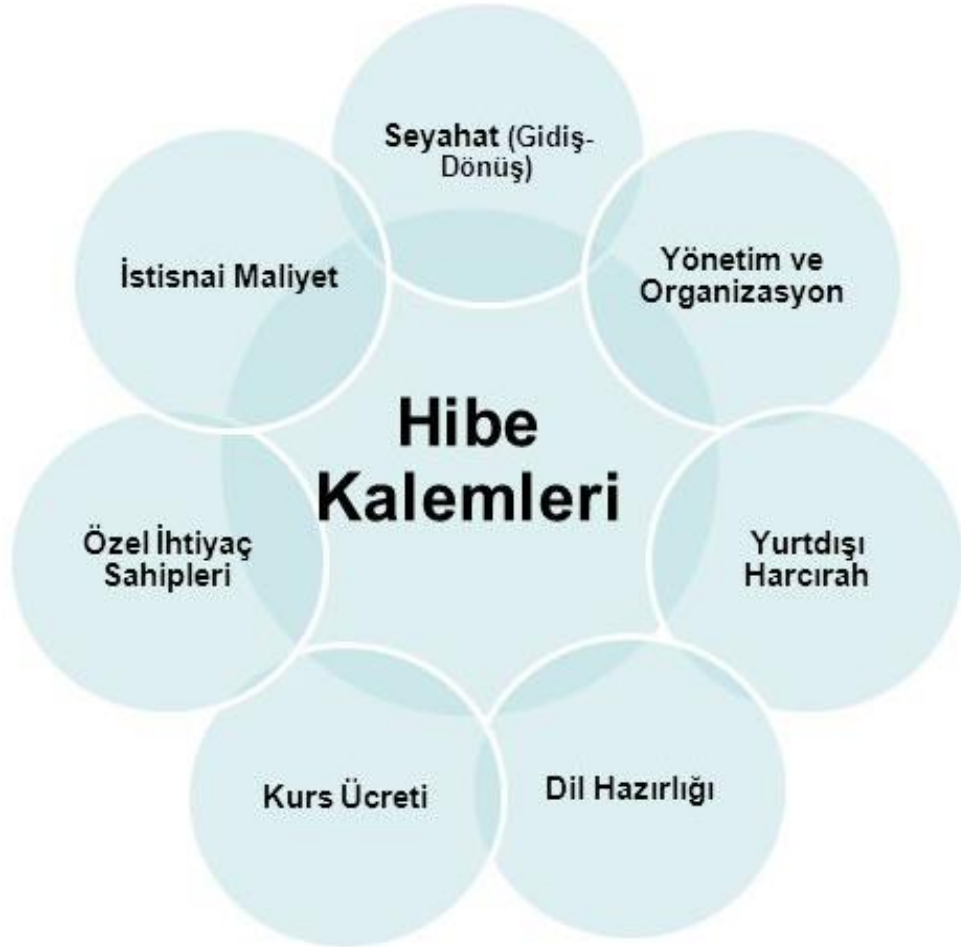 Seyahat (Gidiş-
Dönüş)
Yönetim ve
Organizasyon
Yurtdışı
Harcırah
Dil Hazırlığı
Kurs Ücreti
Özel İhtiyaç
Sahipleri
İstisnai Maliyet
Hibe
Kalemleri